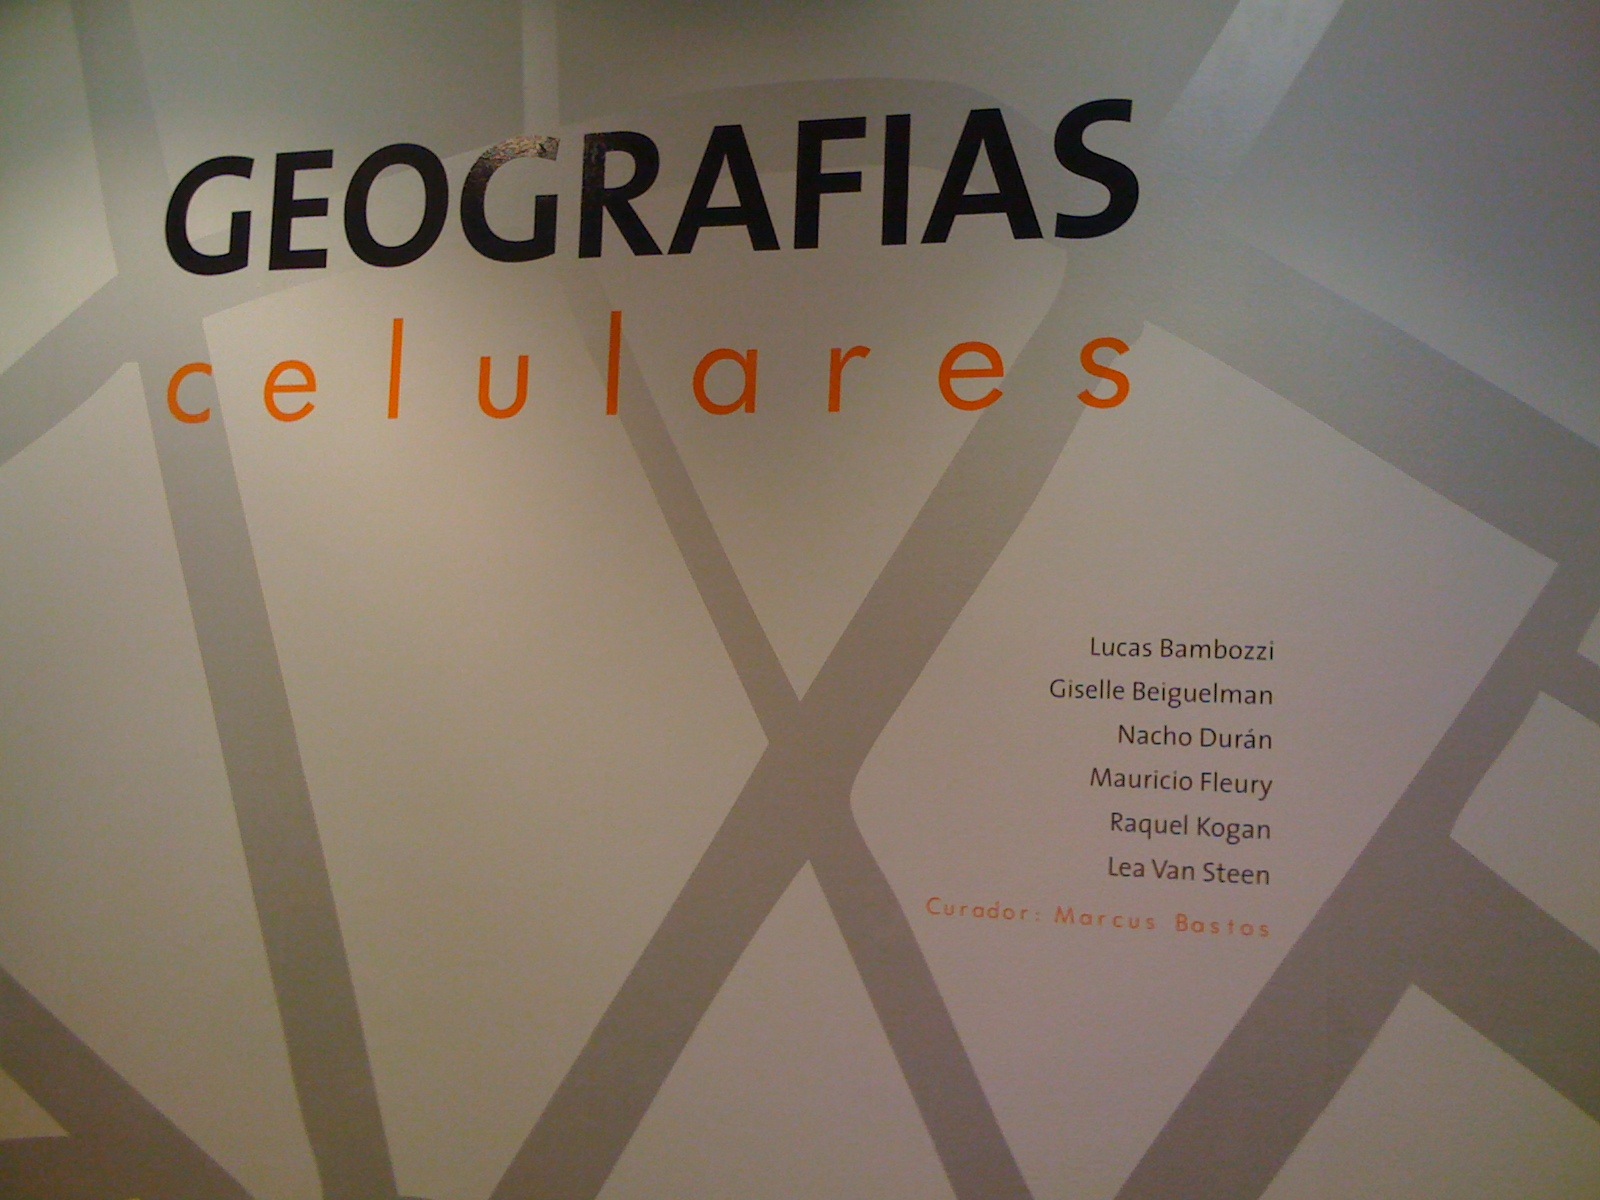 GEOGRAFIAS
celulares
Lucas Bambozzi
Giselle Beiguelman
Nacho Durán
Mauricio Fleury
Raquel Kogan
Lea Van Steen
Curador: Marcus Bastos